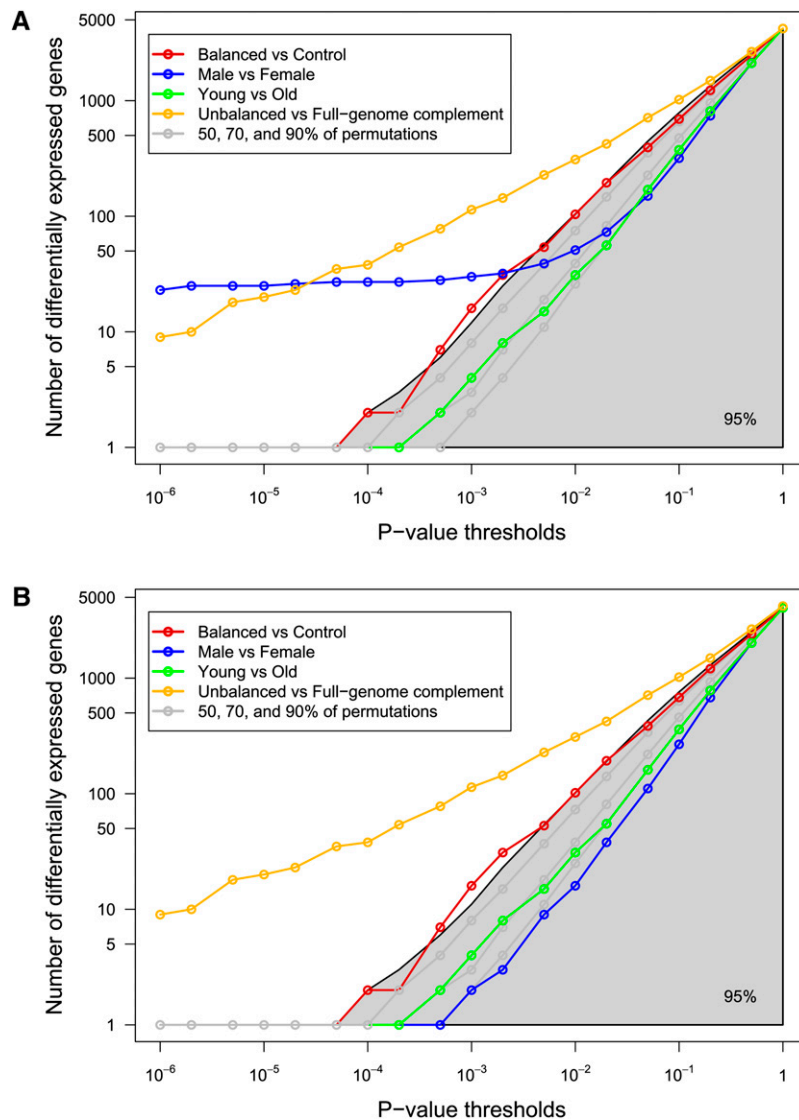 A
Number of differentially expressed genes
5000
1000
500
100
50
10
5
1
Balanced vs Control
Male vs Female
Young vs Old
Unbalanced vs Full−genome complement
50, 70, and 90% of permutations
95%
10⁻⁶
10⁻⁵
10⁻⁴
10⁻³
10⁻²
10⁻¹
1
P−value thresholds
B
Number of differentially expressed genes
5000
1000
500
100
50
10
5
1
Balanced vs Control
Male vs Female
Young vs Old
Unbalanced vs Full−genome complement
50, 70, and 90% of permutations
95%
10⁻⁶
10⁻⁵
10⁻⁴
10⁻³
10⁻²
10⁻¹
1
P−value thresholds